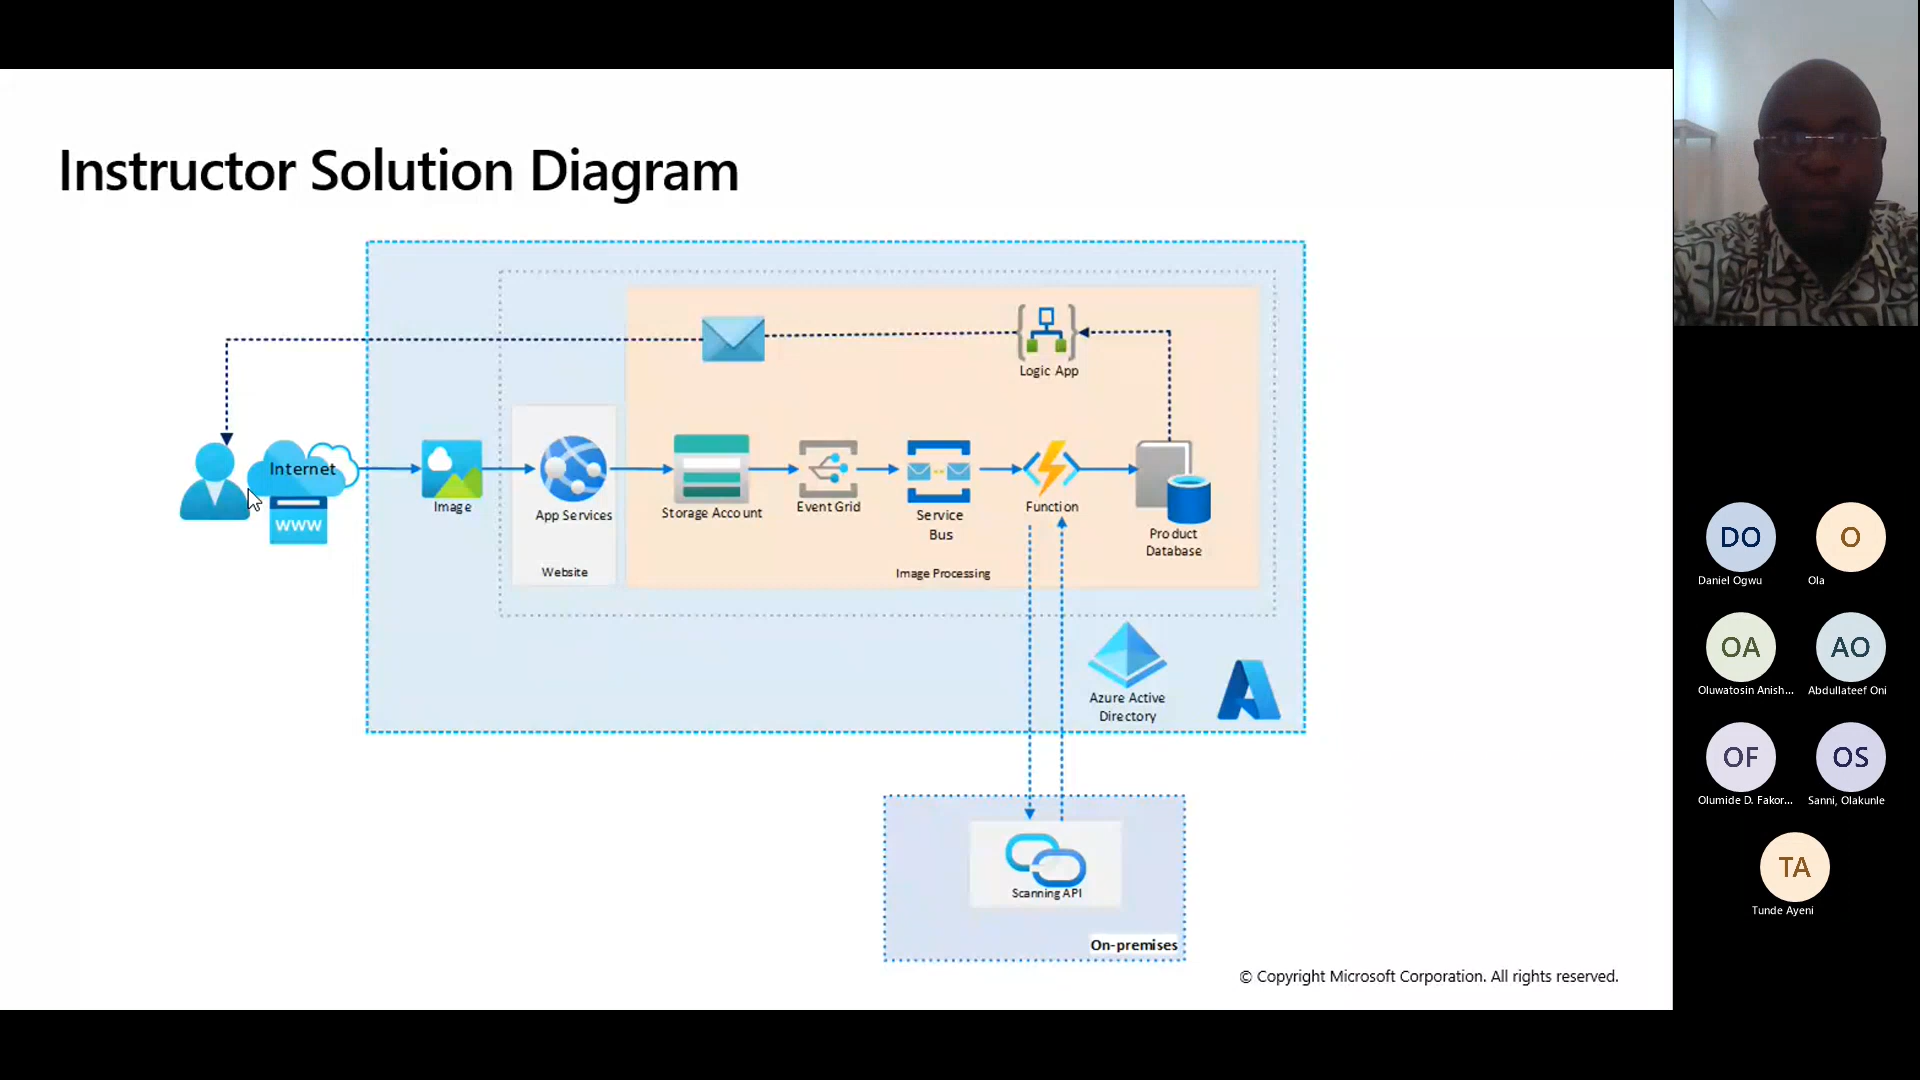 Instructor Solution Diagram
Logic App
Internet
www
Image
App Services
Storage Account
Event Grid
Service
Bus
Function
Product
Database
Website
Image Processing
Azure Active
Directory
Scanning API
On-premises
© Copyright Microsoft Corporation. All rights reserved.
DO
Daniel Ogwu
O
Ola
OA
Oluwatosin Anish...
AO
Abdullateef Oni
OF
Olumide D. Fakor...
OS
Sanni, Olakunle
TA
Tunde Ayeni